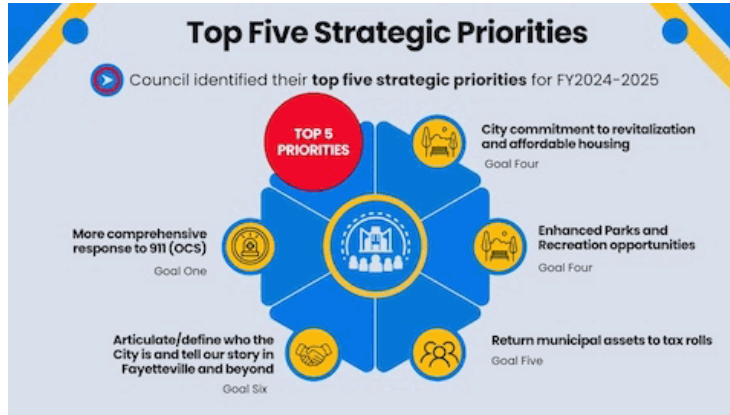 Top Five Strategic Priorities
Council identified their top five strategic priorities for FY2024-2025
TOP 5
PRIORITIES
City commitment to revitalization
and affordable housing
Goal Four
More comprehensive
response to 911 (OCS)
Goal One
Enhanced Parks and
Recreation opportunities
Goal Four
Articulate/define who the
City is and tell our story in
Fayetteville and beyond
Goal Six
Return municipal assets to tax rolls
Goal Five